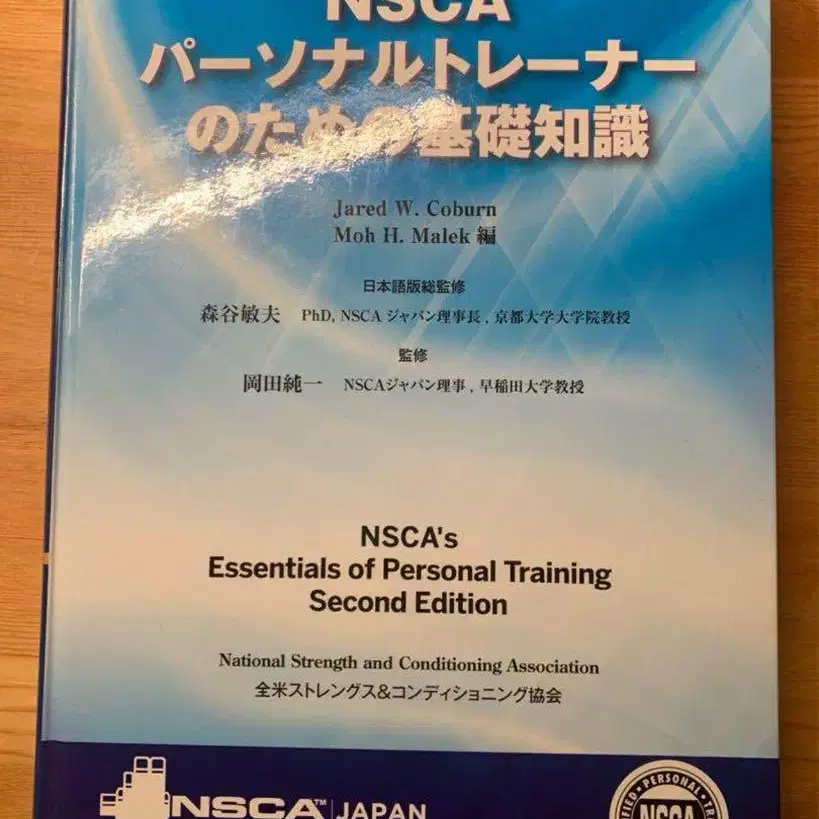 NSCA
パーソナルトレーナー
のための基礎知識
Jared W. Coburn
Moh H. Malek 編
日本語版総監修
森谷敏夫 PhD, NSCA ジャパン理事長, 京都大学大学院教授
監修
岡田純一 NSCAジャパン理事, 早稲田大学教授
NSCA's
Essentials of Personal Training
Second Edition
National Strength and Conditioning Association
全米ストレングス&コンディショニング協会
NSCA™ JAPAN
PERSONAL
NSCA